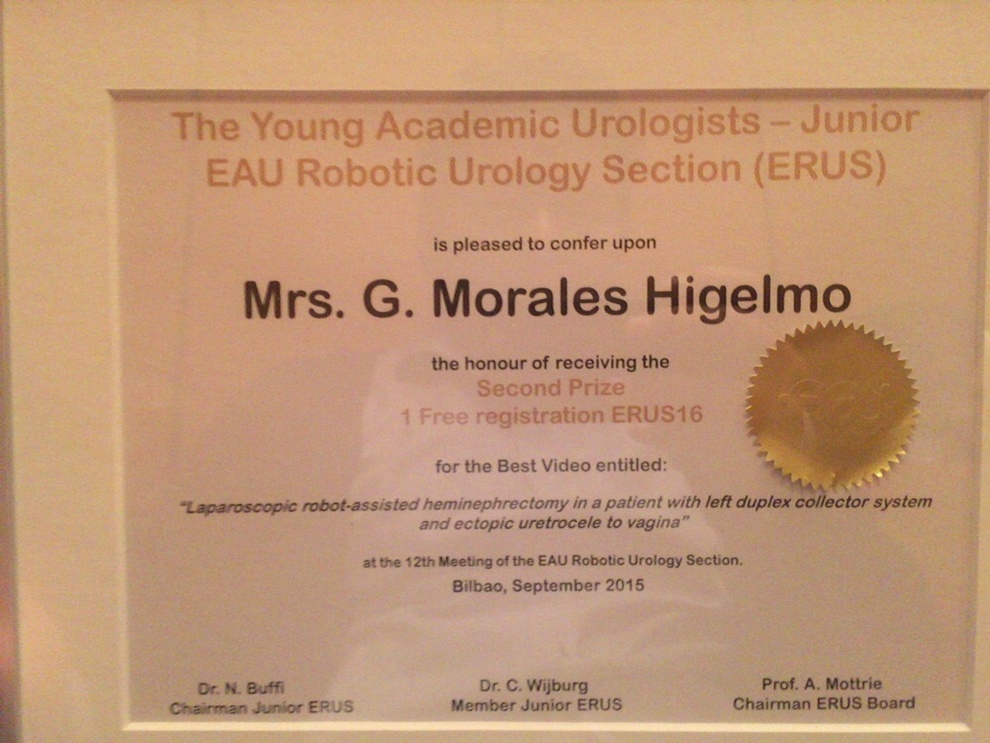 The Young Academic Urologists – Junior
EAU Robotic Urology Section (ERUS)
is pleased to confer upon
Mrs. G. Morales Higelmo
the honour of receiving the
Second Prize
1 Free registration ERUS16
for the Best Video entitled:
“Laparoscopic robot-assisted heminephrectomy in a patient with left duplex collector system
and ectopic uretrocele to vagina”
at the 12th Meeting of the EAU Robotic Urology Section.
Bilbao, September 2015
Dr. N. Buffi
Chairman Junior ERUS
Dr. C. Wijburg
Member Junior ERUS
Prof. A. Mottrie
Chairman ERUS Board